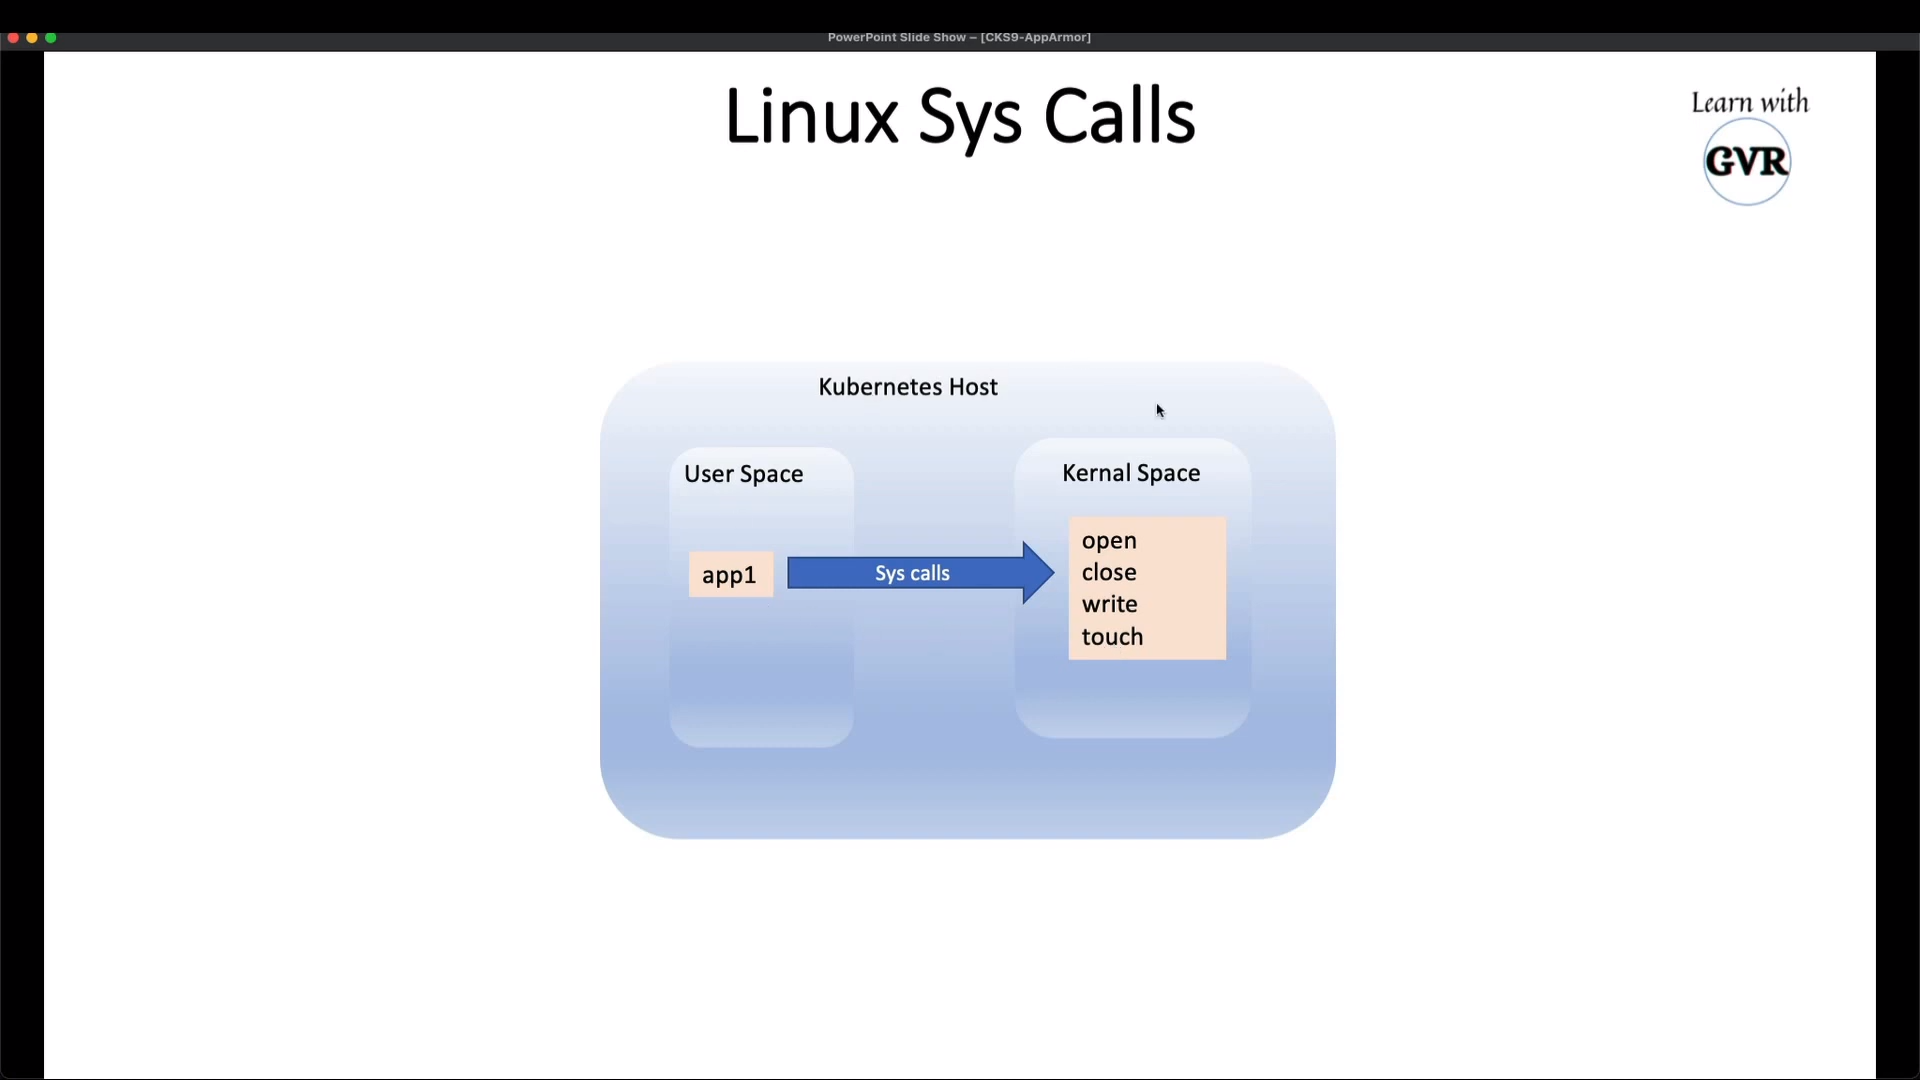 PowerPoint Slide Show – [CKS9-AppArmor]
Linux Sys Calls
Learn with
GVR
Kubernetes Host
User Space
Kernal Space
app1
Sys calls
open
close
write
touch